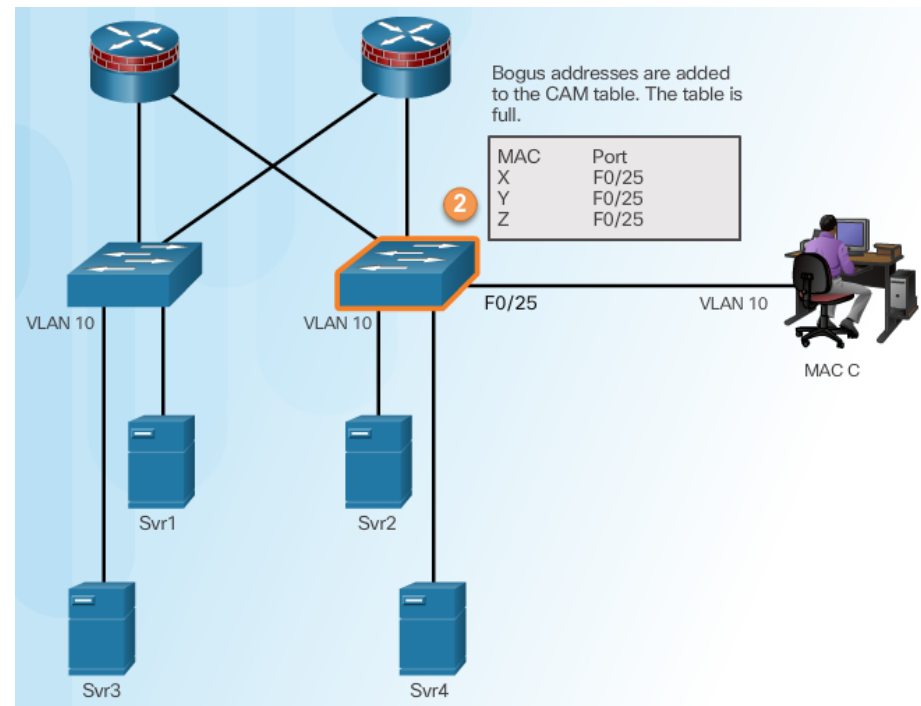 Bogus addresses are added
to the CAM table. The table is
full.
MAC Port
X F0/25
Y F0/25
Z F0/25
2
F0/25
VLAN 10
VLAN 10
VLAN 10
MAC C
Svr1
Svr2
Svr3
Svr4